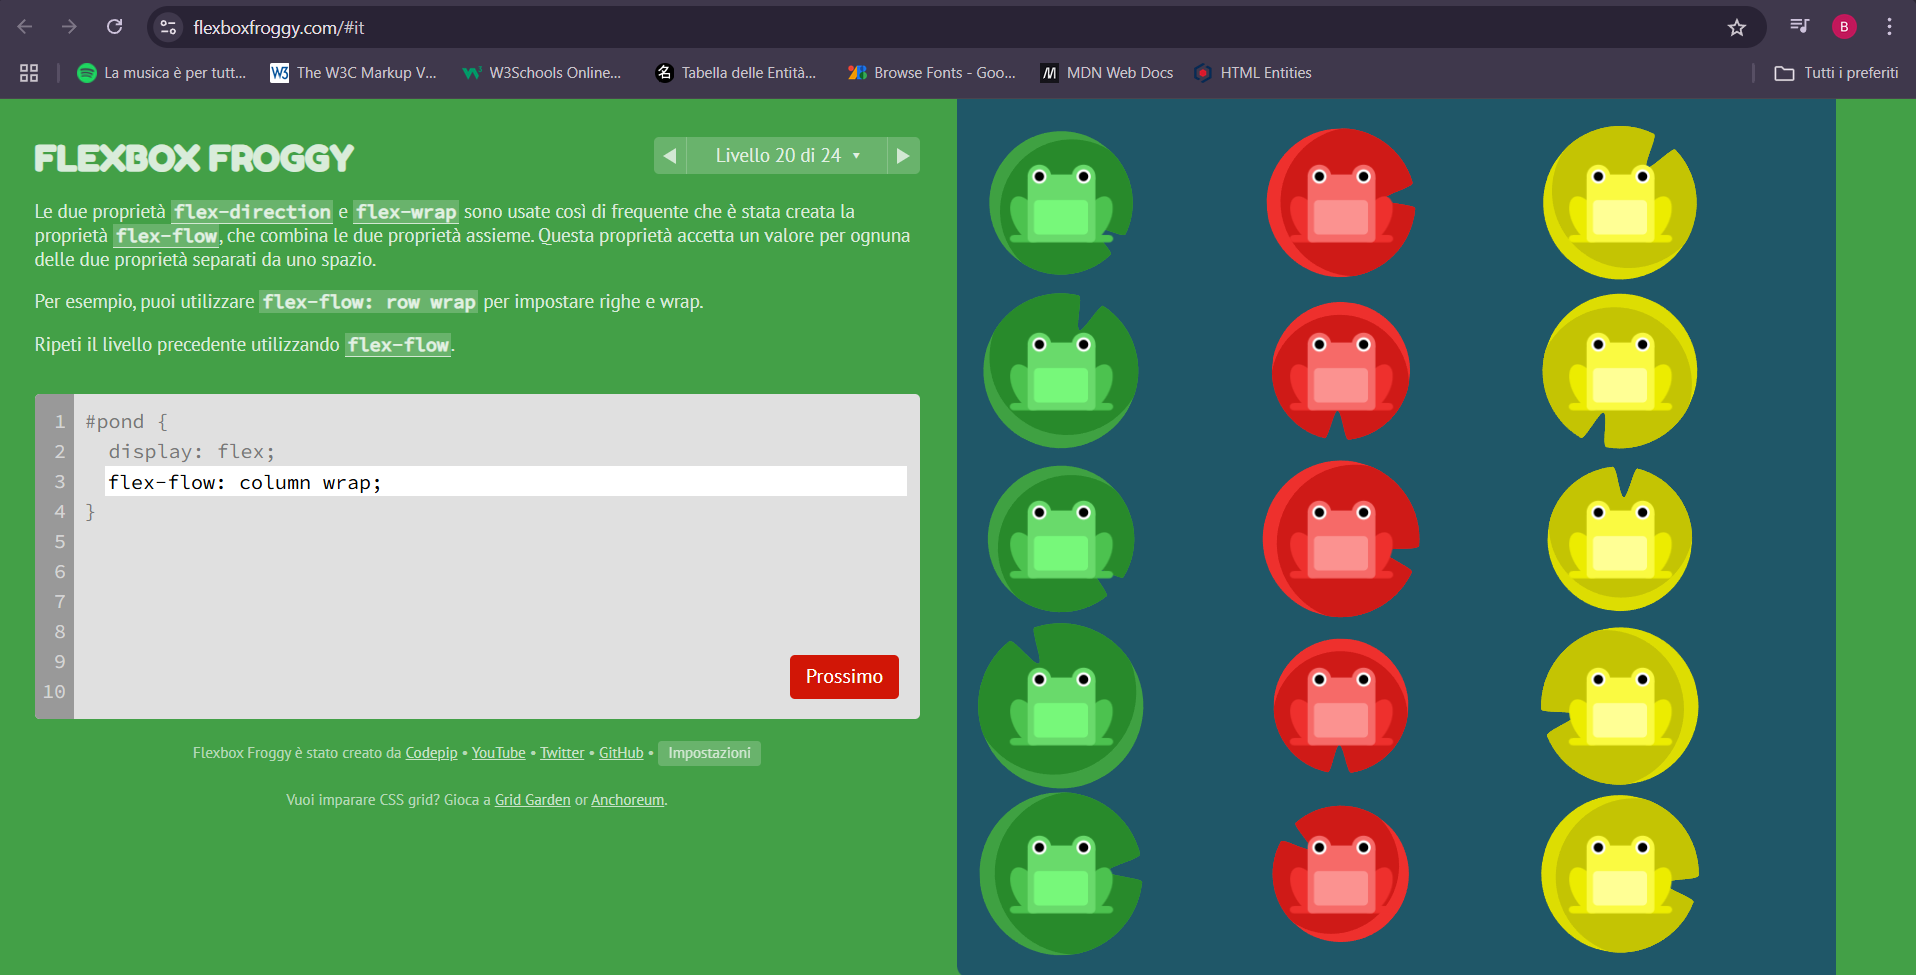 flexboxfroggy.com/#it
B
La musica è per tutt...
The W3C Markup V...
W3Schools Online...
Tabella delle Entità...
Browse Fonts - Goo...
MDN Web Docs
HTML Entities
Tutti i preferiti
FLEXBOX FROGGY
Livello 20 di 24
Le due proprietà flex-direction e flex-wrap sono usate così di frequente che è stata creata la
proprietà flex-flow, che combina le due proprietà assieme. Questa proprietà accetta un valore per ognuna
delle due proprietà separati da uno spazio.
Per esempio, puoi utilizzare flex-flow: row wrap per impostare righe e wrap.
Ripeti il livello precedente utilizzando flex-flow.
1 #pond {
2 display: flex;
3 flex-flow: column wrap;
4 }
5
6
7
8
9
10
Prossimo
Flexbox Froggy è stato creato da Codepip • YouTube • Twitter • GitHub • Impostazioni
Vuoi imparare CSS grid? Gioca a Grid Garden or Anchoreum.